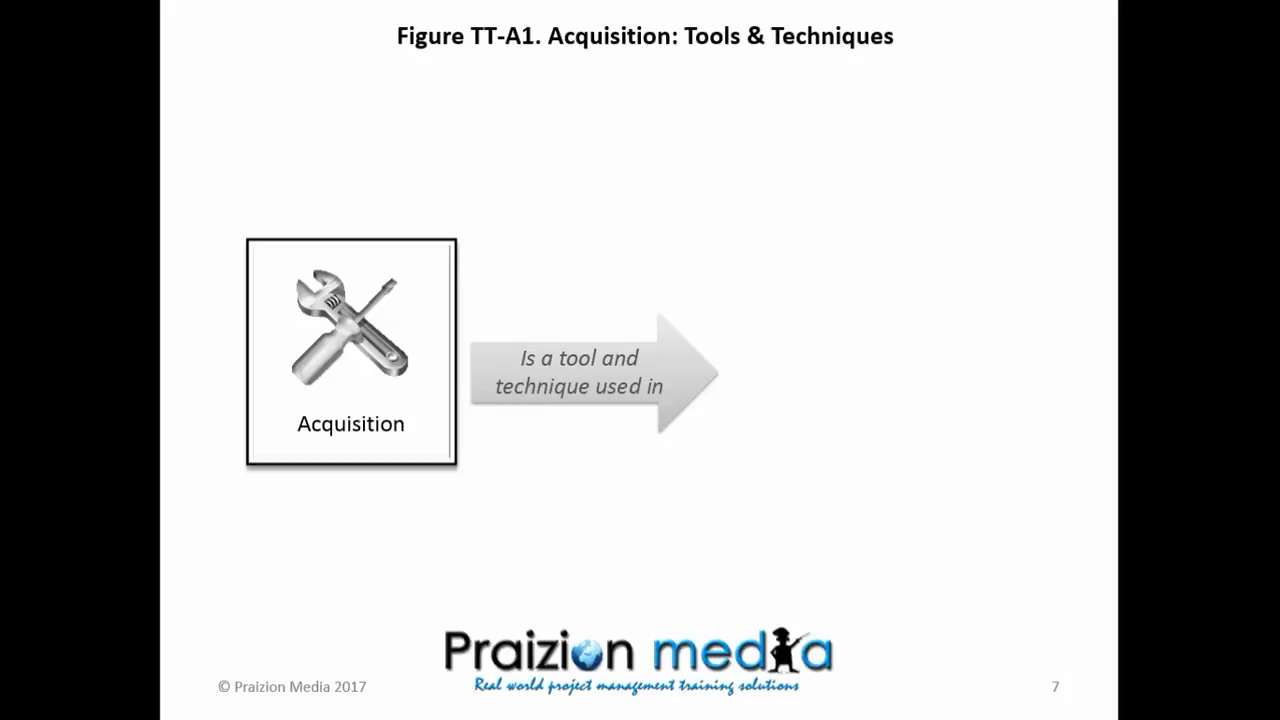 Figure TT-A1. Acquisition: Tools & Techniques
Is a tool and
technique used in
Acquisition
Praizion media
Real world project management training solutions
© Praizion Media 2017
7